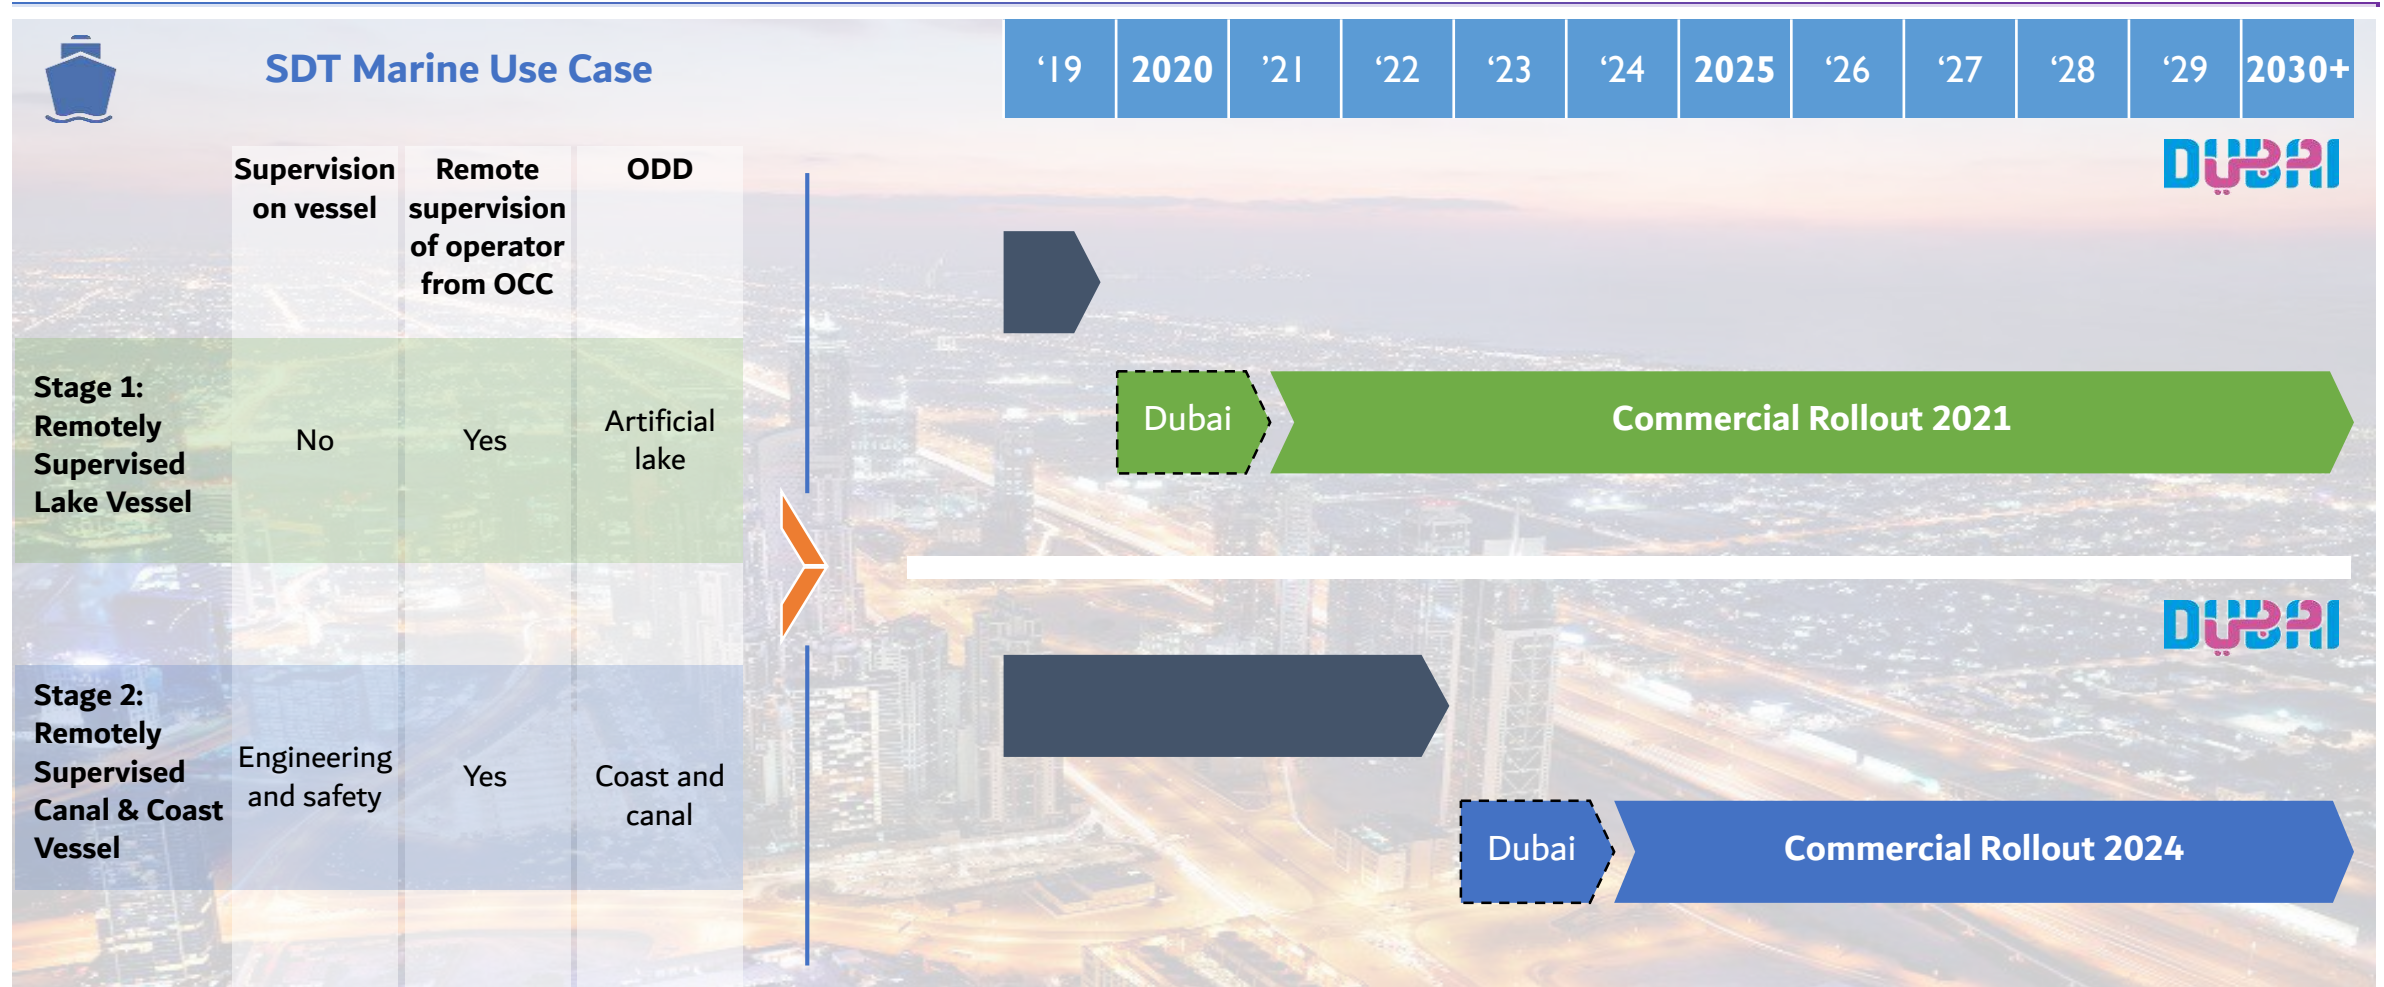 SDT Marine Use Case
‘19
2020
’21
‘22
‘23
‘24
2025
‘26
‘27
‘28
‘29
2030+
Supervision
on vessel
Remote
supervision
of operator
from OCC
ODD
DUBAI
Stage 1:
Remotely
Supervised
Lake Vessel
No
Yes
Artificial
lake
Dubai
Commercial Rollout 2021
DUBAI
Stage 2:
Remotely
Supervised
Canal & Coast
Vessel
Engineering
and safety
Yes
Coast and
canal
Dubai
Commercial Rollout 2024